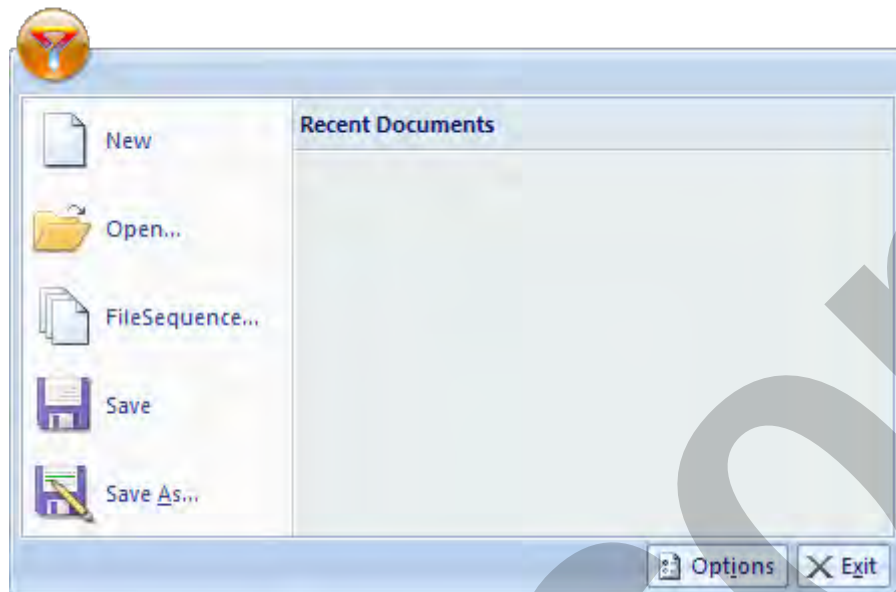 New
Recent Documents
Open...
FileSequence...
Save
Save As...
Options
Exit